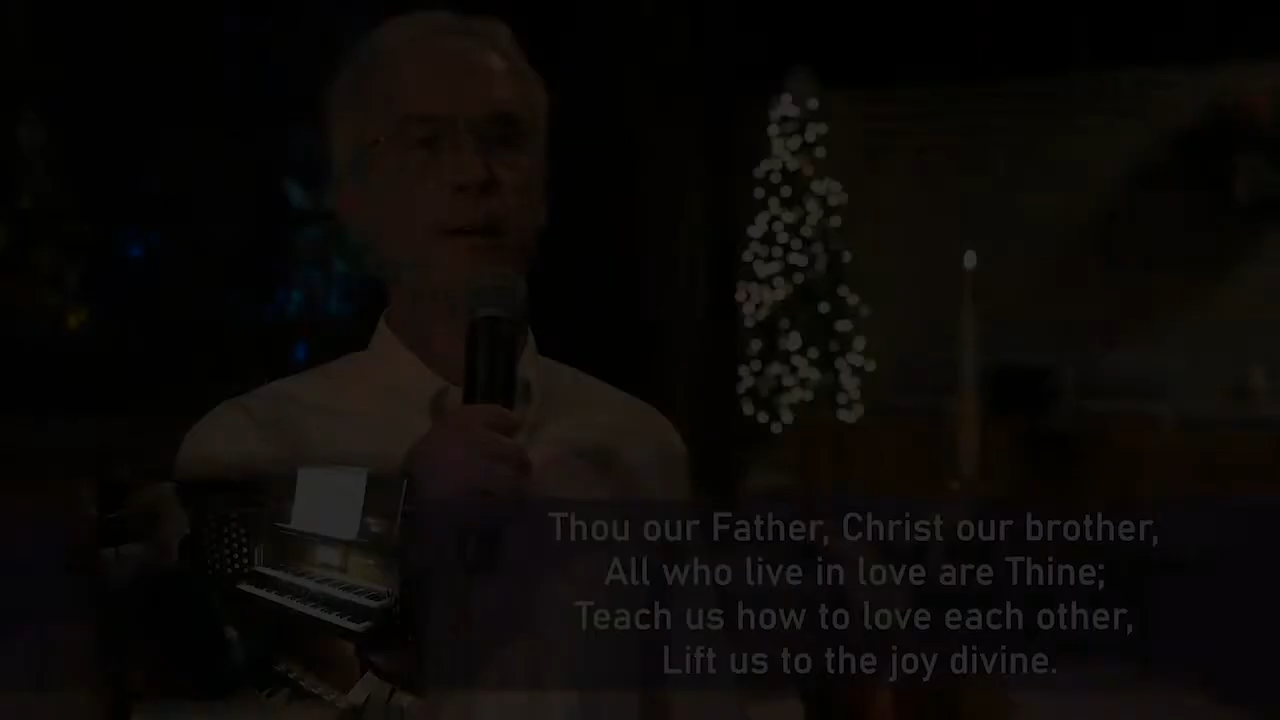 Thou our Father, Christ our brother,
All who live in love are Thine;
Teach us how to love each other,
Lift us to the joy divine.